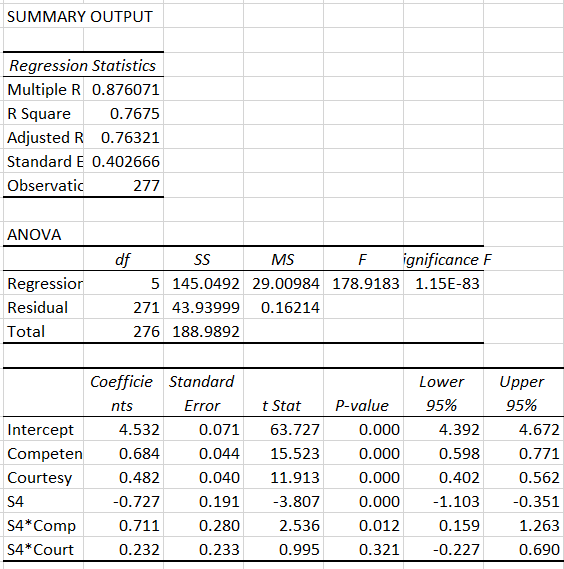 SUMMARY OUTPUT
Regression Statistics
Multiple R 0.876071
R Square 0.7675
Adjusted R 0.76321
Standard E 0.402666
Observatic 277
ANOVA
df SS MS F ignificance F
Regression 5 145.0492 29.00984 178.9183 1.15E-83
Residual 271 43.93999 0.16214
Total 276 188.9892
Coefficie Standard Lower Upper
nts Error t Stat P-value 95% 95%
Intercept 4.532 0.071 63.727 0.000 4.392 4.672
Competen 0.684 0.044 15.523 0.000 0.598 0.771
Courtesy 0.482 0.040 11.913 0.000 0.402 0.562
S4 -0.727 0.191 -3.807 0.000 -1.103 -0.351
S4*Comp 0.711 0.280 2.536 0.012 0.159 1.263
S4*Court 0.232 0.233 0.995 0.321 -0.227 0.690